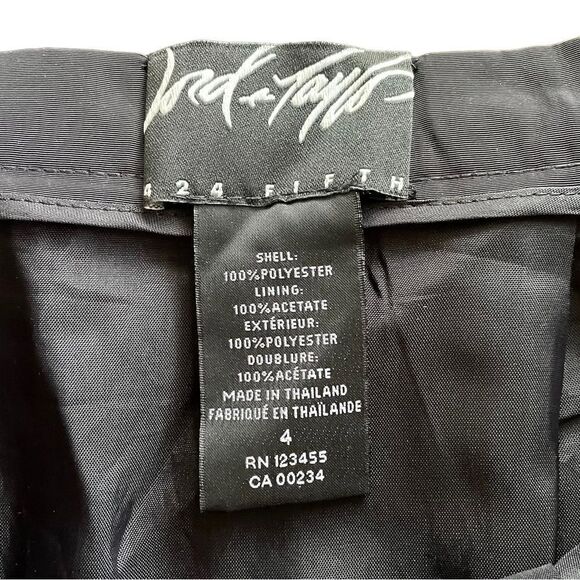 Lord & Taylor
424 FIFTH
SHELL:
100%POLYESTER
LINING:
100%ACETATE
EXTÉRIEUR:
100%POLYESTER
DOUBLURE:
100%ACÉTATE
MADE IN THAILAND
FABRIQUÉ EN THAÏLANDE
4
RN 123455
CA 00234